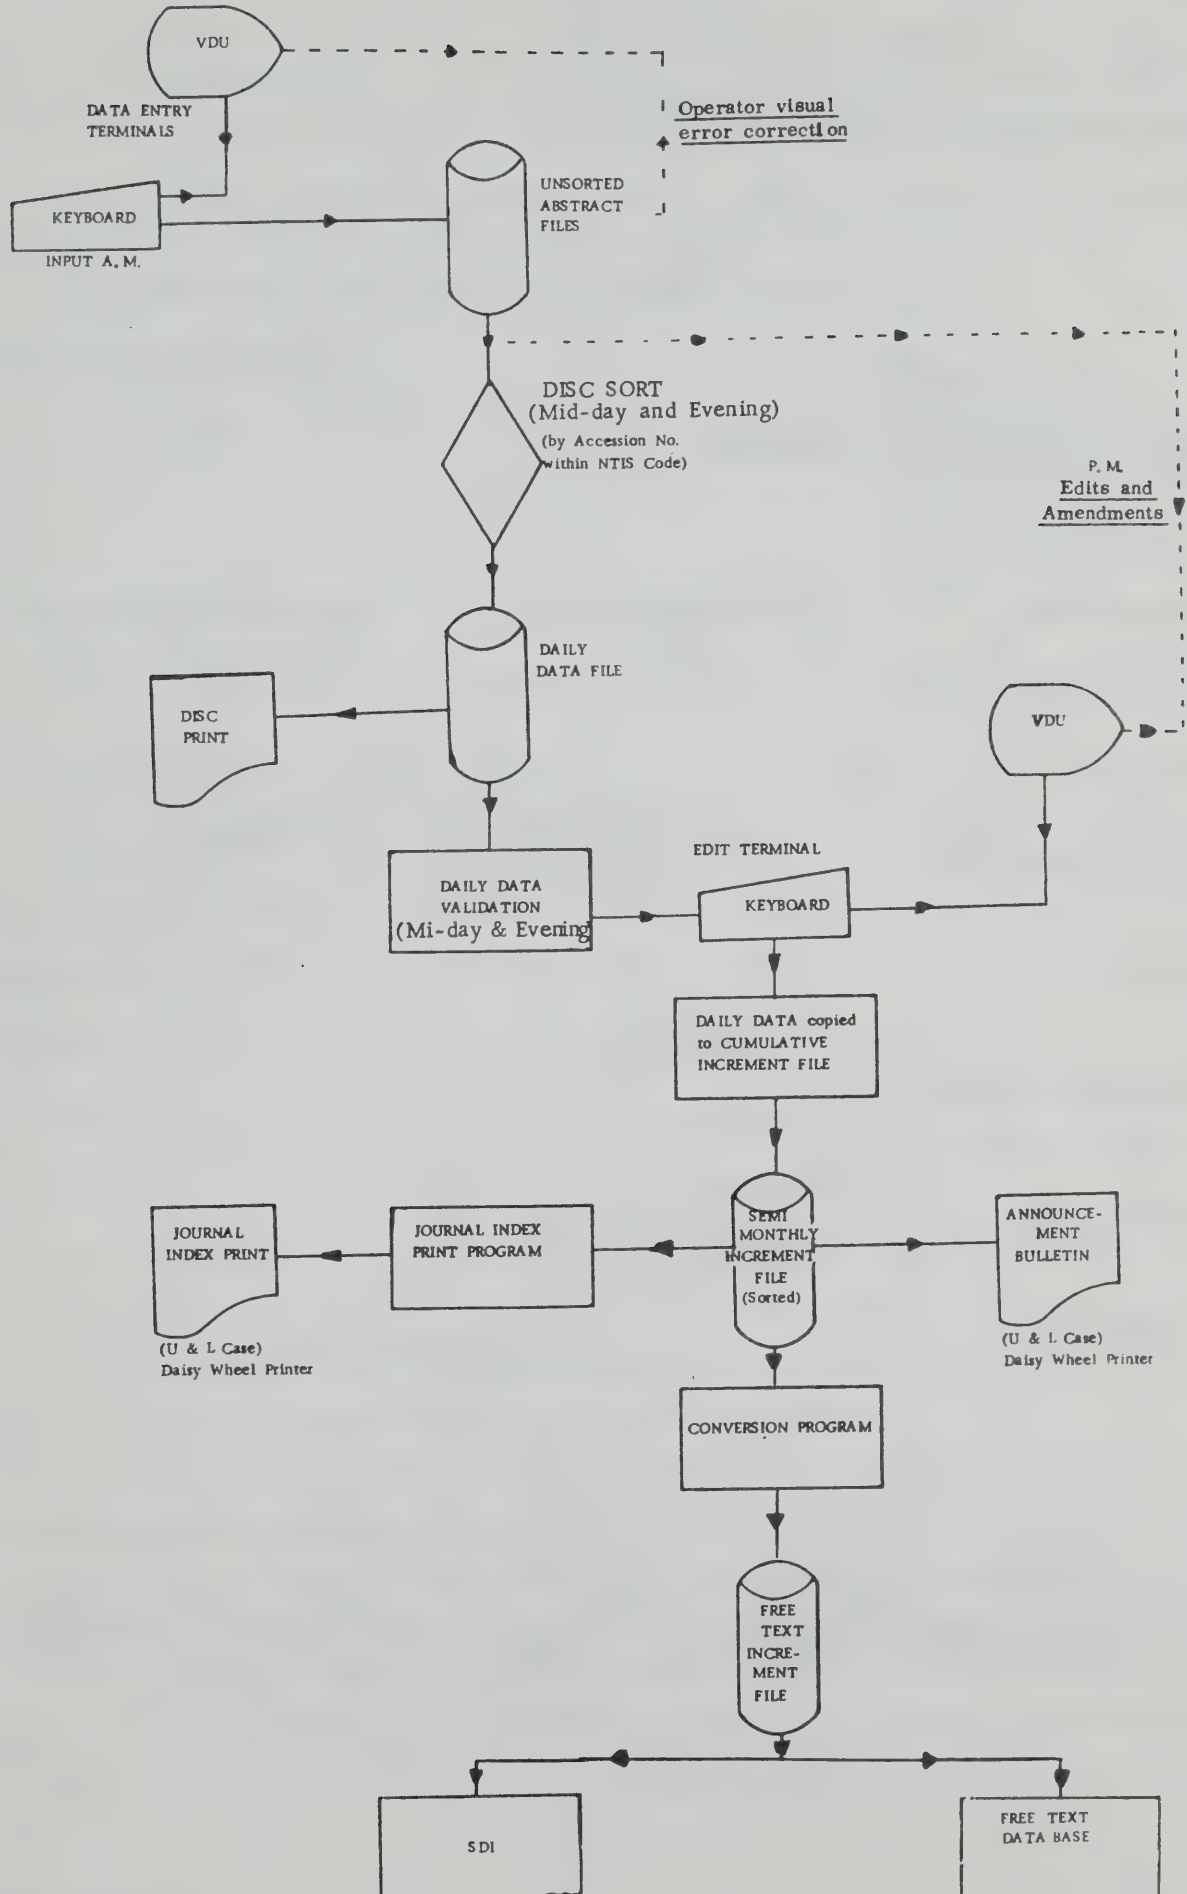 VDU
DATA ENTRY
TERMINALS
Operator visual
error correction
KEYBOARD
INPUT A.M.
UNSORTED
ABSTRACT
FILES
DISC SORT
(Mid-day and Evening)
(by Accession No.
within NTIS Code)
P.M.
Edits and
Amendments
DAILY
DATA FILE
DISC
PRINT
VDU
EDIT TERMINAL
DAILY DATA
VALIDATION
(Mi-day & Evening
KEYBOARD
DAILY DATA copied
to CUMULATIVE
INCREMENT FILE
JOURNAL
INDEX PRINT
(U & L Case)
Daisy Wheel Printer
JOURNAL INDEX
PRINT PROGRAM
SEMI
MONTHLY
INCREMENT
FILE
(Sorted)
ANNOUNCE-
MENT
BULLETIN
(U & L Case)
Daisy Wheel Printer
CONVERSION PROGRAM
FREE
TEXT
INCRE-
MENT
FILE
SDI
FREE TEXT
DATA BASE